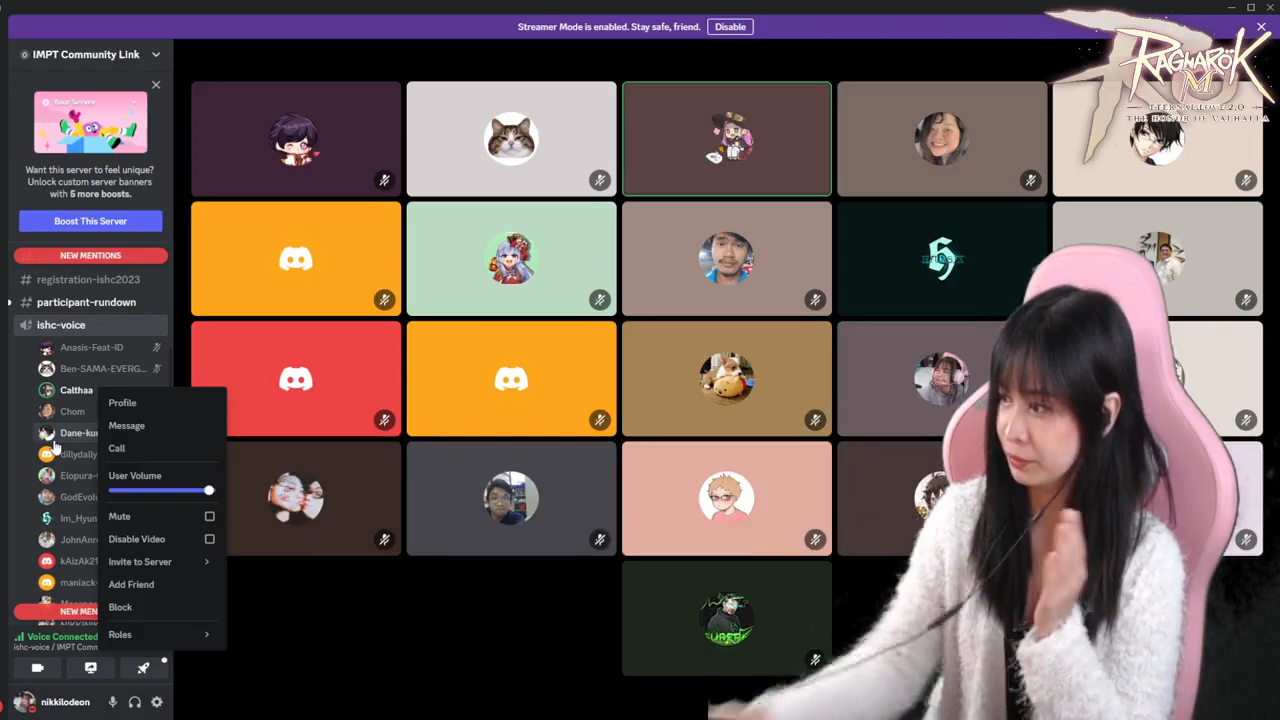 Streamer Mode is enabled. Stay safe, friend.
Disable
IMPT Community Link
Your Server
Want this server to feel unique?
Unlock custom server banners
with 5 more boosts.
Boost This Server
NEW MENTIONS
registration-ishc2023
participant-rundown
ishc-voice
Anasis-Feat-ID
Ben-SAMA-EVERG...
Calthaa
Chom
Dane-kun
dillydally
Elopura-
GodEvolu
Im_Hyun
JohnAnr
kAizAk21
maniack-
NEW MEN
Voice Connected
ishc-voice / IMPT Comm
nikkilodeon
Profile
Message
Call
User Volume
Mute
Disable Video
Invite to Server
Add Friend
Block
Roles
RAGNARÖK
M
ETERNAL LOVE 2.0
THE HONOR OF VALHALLA